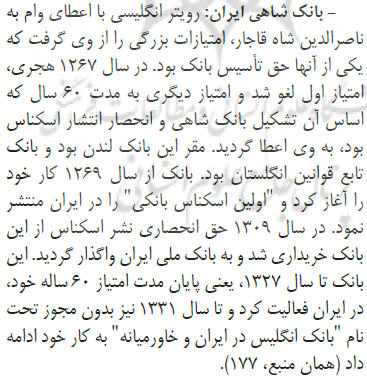 - بانک شاهی ایران: رویتر انگلیسی با اعطای وام به
ناصرالدین شاه قاجار، امتیازات بزرگی را از وی گرفت که
یکی از آنها حق تأسیس بانک بود. در سال ۱۲۶۷ هجری،
امتیاز اول لغو شد و امتیاز دیگری به مدت ۶۰ سال که
اساس آن تشکیل بانک شاهی و انحصار انتشار اسکناس
بود، به وی اعطا گردید. مقر این بانک لندن بود و بانک
تابع قوانین انگلستان بود. بانک از سال ۱۲۶۹ کار خود
را آغاز کرد و "اولین اسکناس بانکی" را در ایران منتشر
نمود. در سال ۱۳۰۹ حق انحصاری نشر اسکناس از این
بانک خریداری شد و به بانک ملی ایران واگذار گردید. این
بانک تا سال ۱۳۲۷، یعنی پایان مدت امتیاز ۶۰ ساله خود،
در ایران فعالیت کرد و تا سال ۱۳۳۱ نیز بدون مجوز تحت
نام "بانک انگلیس در ایران و خاورمیانه" به کار خود ادامه
داد (همان منبع، ۱۷۷).